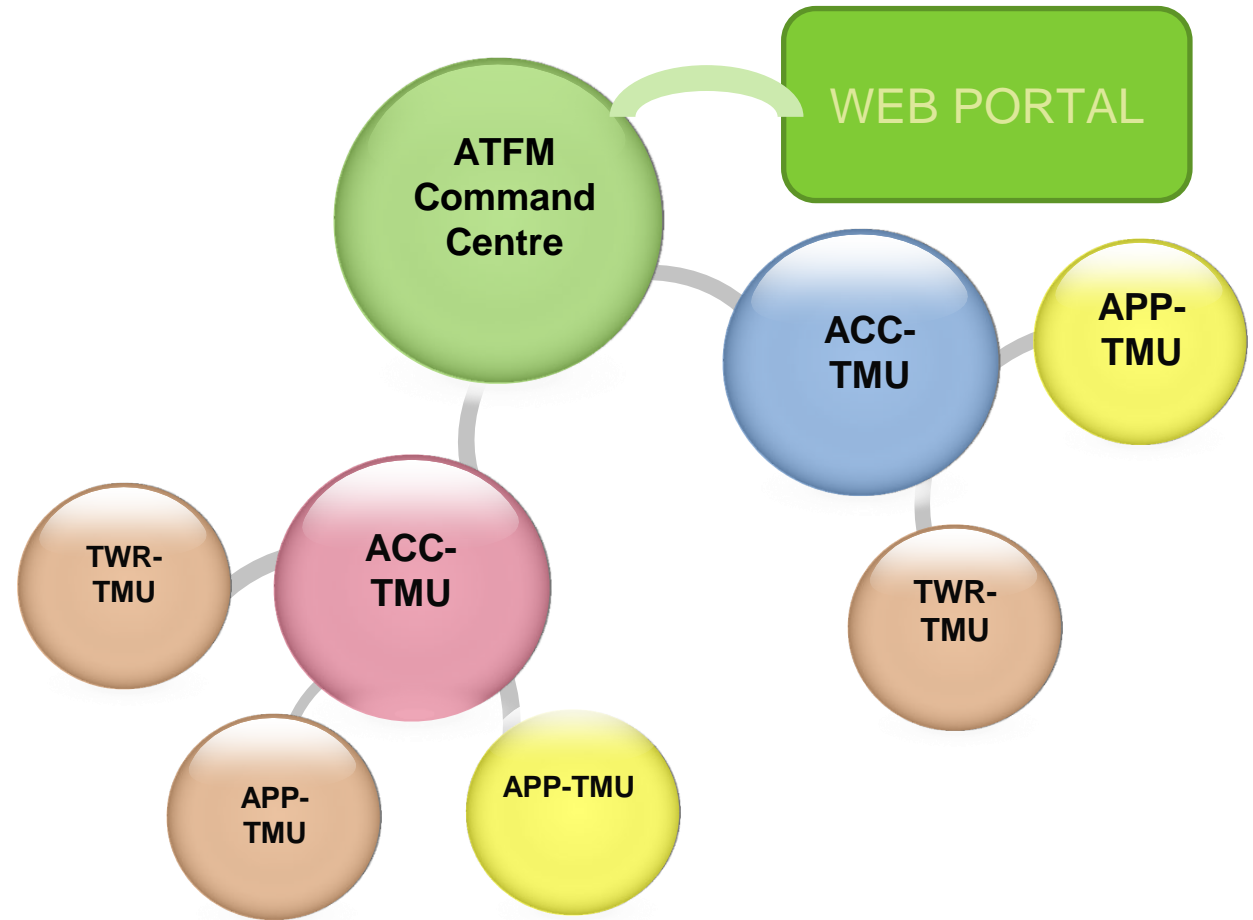 WEB PORTAL
ATFM
Command
Centre
ACC-
TMU
APP-
TMU
ACC-
TMU
TWR-
TMU
TWR-
TMU
APP-
TMU
APP-TMU